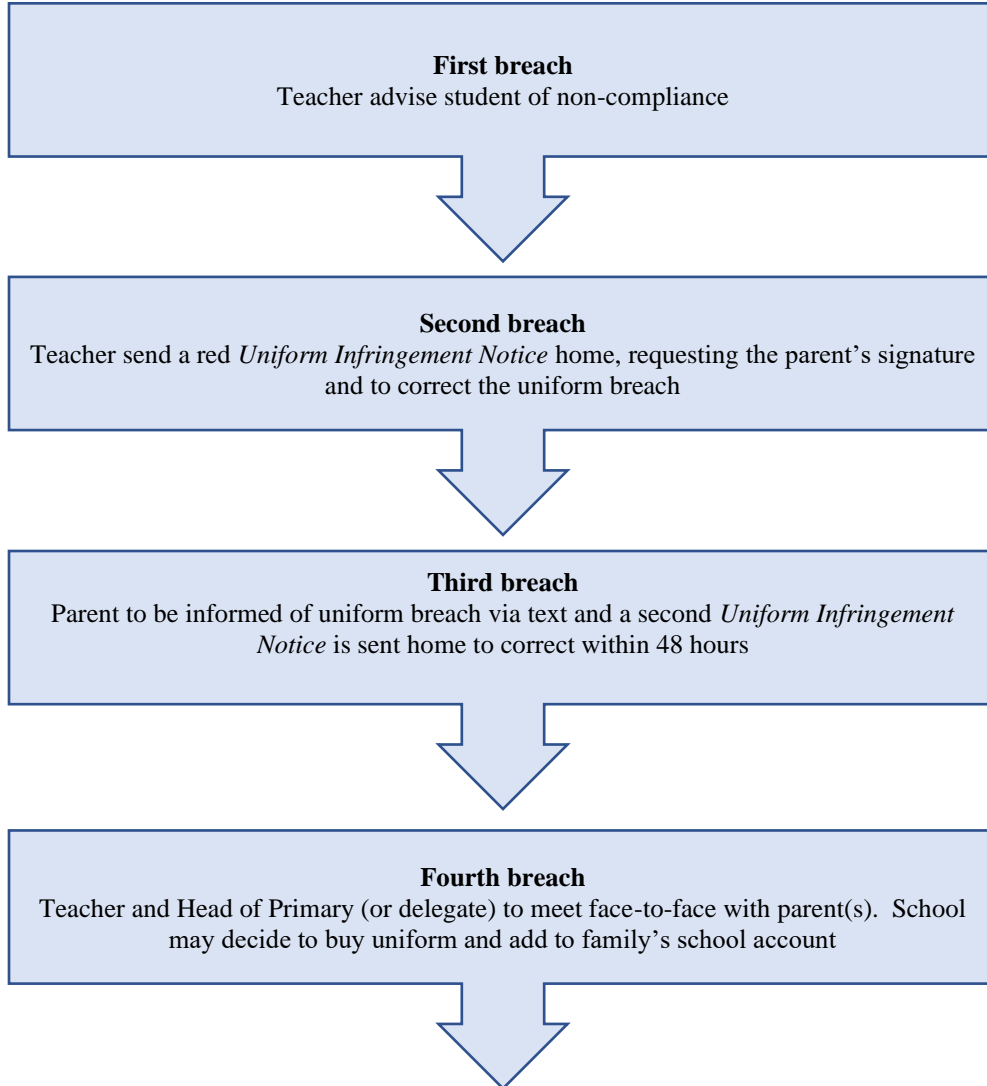 First breach
Teacher advise student of non-compliance
Second breach
Teacher send a red Uniform Infringement Notice home, requesting the parent’s signature
and to correct the uniform breach
Third breach
Parent to be informed of uniform breach via text and a second Uniform Infringement
Notice is sent home to correct within 48 hours
Fourth breach
Teacher and Head of Primary (or delegate) to meet face-to-face with parent(s).  School
may decide to buy uniform and add to family’s school account